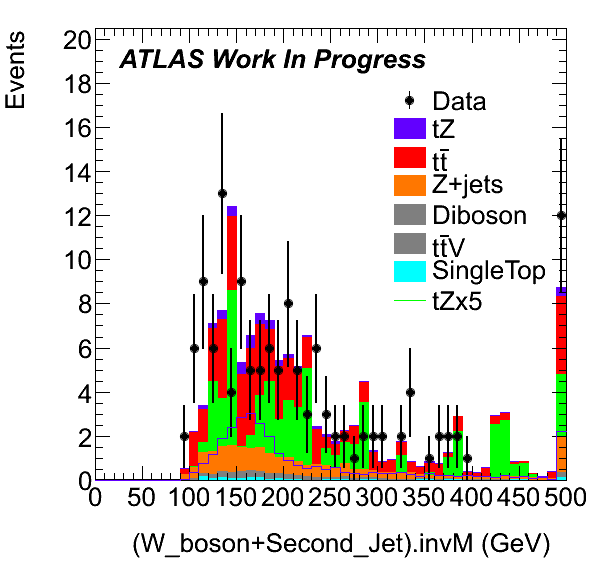 Events
20
18
16
14
12
10
8
6
4
2
0
ATLAS Work In Progress
Data
tZ
tt̄
Z+jets
Diboson
tt̄V
SingleTop
tZx5
0 50 100 150 200 250 300 350 400 450 500
(W_boson+Second_Jet).invM (GeV)